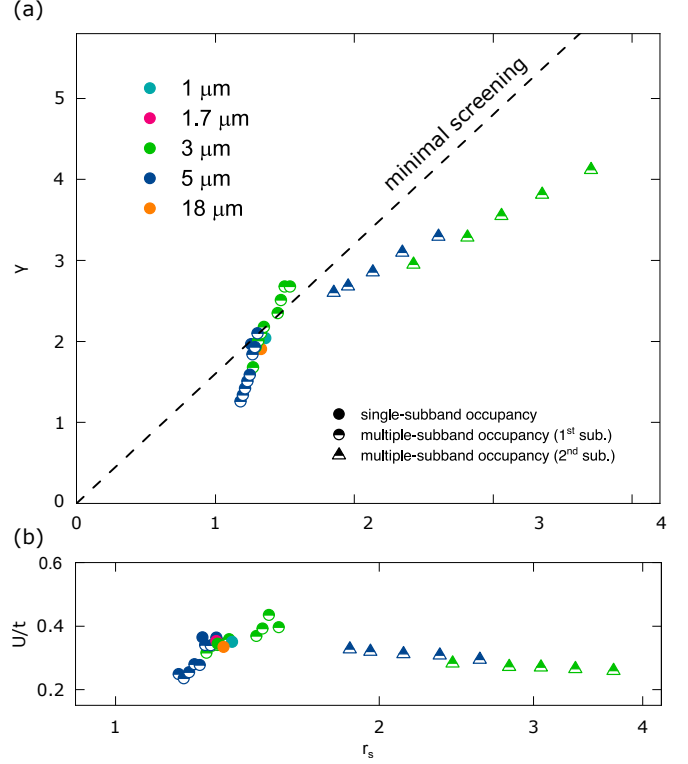 (a)
5
4
3
2
1
0
γ
1 μm
1.7 μm
3 μm
5 μm
18 μm
minimal screening
single-subband occupancy
multiple-subband occupancy (1st sub.)
multiple-subband occupancy (2nd sub.)
0 1 2 3 4
(b)
0.6
0.4
0.2
U/t
1 2 3 4
rs